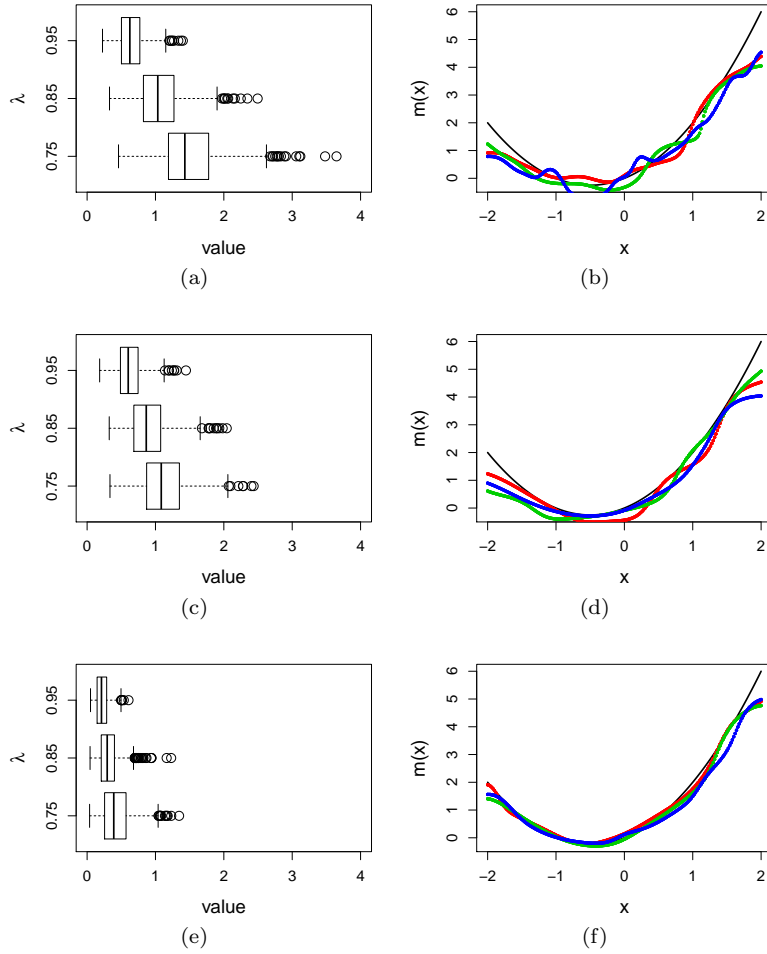 0.95
0.85
0.75
λ
0 1 2 3 4
value
(a)
6
5
4
3
2
1
0
m(x)
−2 −1 0 1 2
x
(b)
0.95
0.85
0.75
λ
0 1 2 3 4
value
(c)
6
5
4
3
2
1
0
m(x)
−2 −1 0 1 2
x
(d)
0.95
0.85
0.75
λ
0 1 2 3 4
value
(e)
6
5
4
3
2
1
0
m(x)
−2 −1 0 1 2
x
(f)